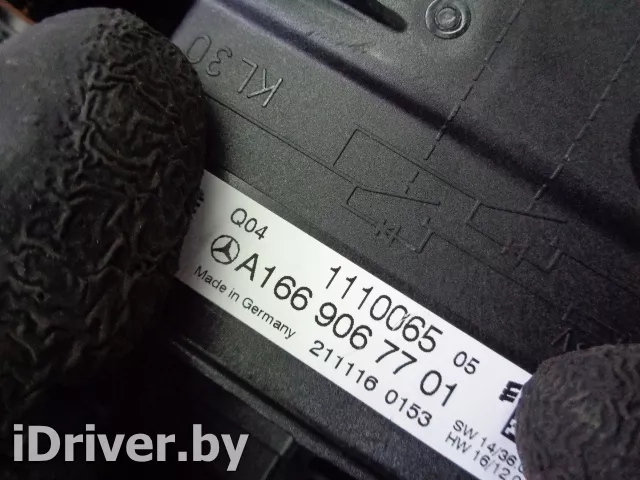 KL 30
Q04
1110065 05
A166 906 77 01
Made in Germany
211116 0153
SW 14/36.
HW 16/12.0
iDriver.by